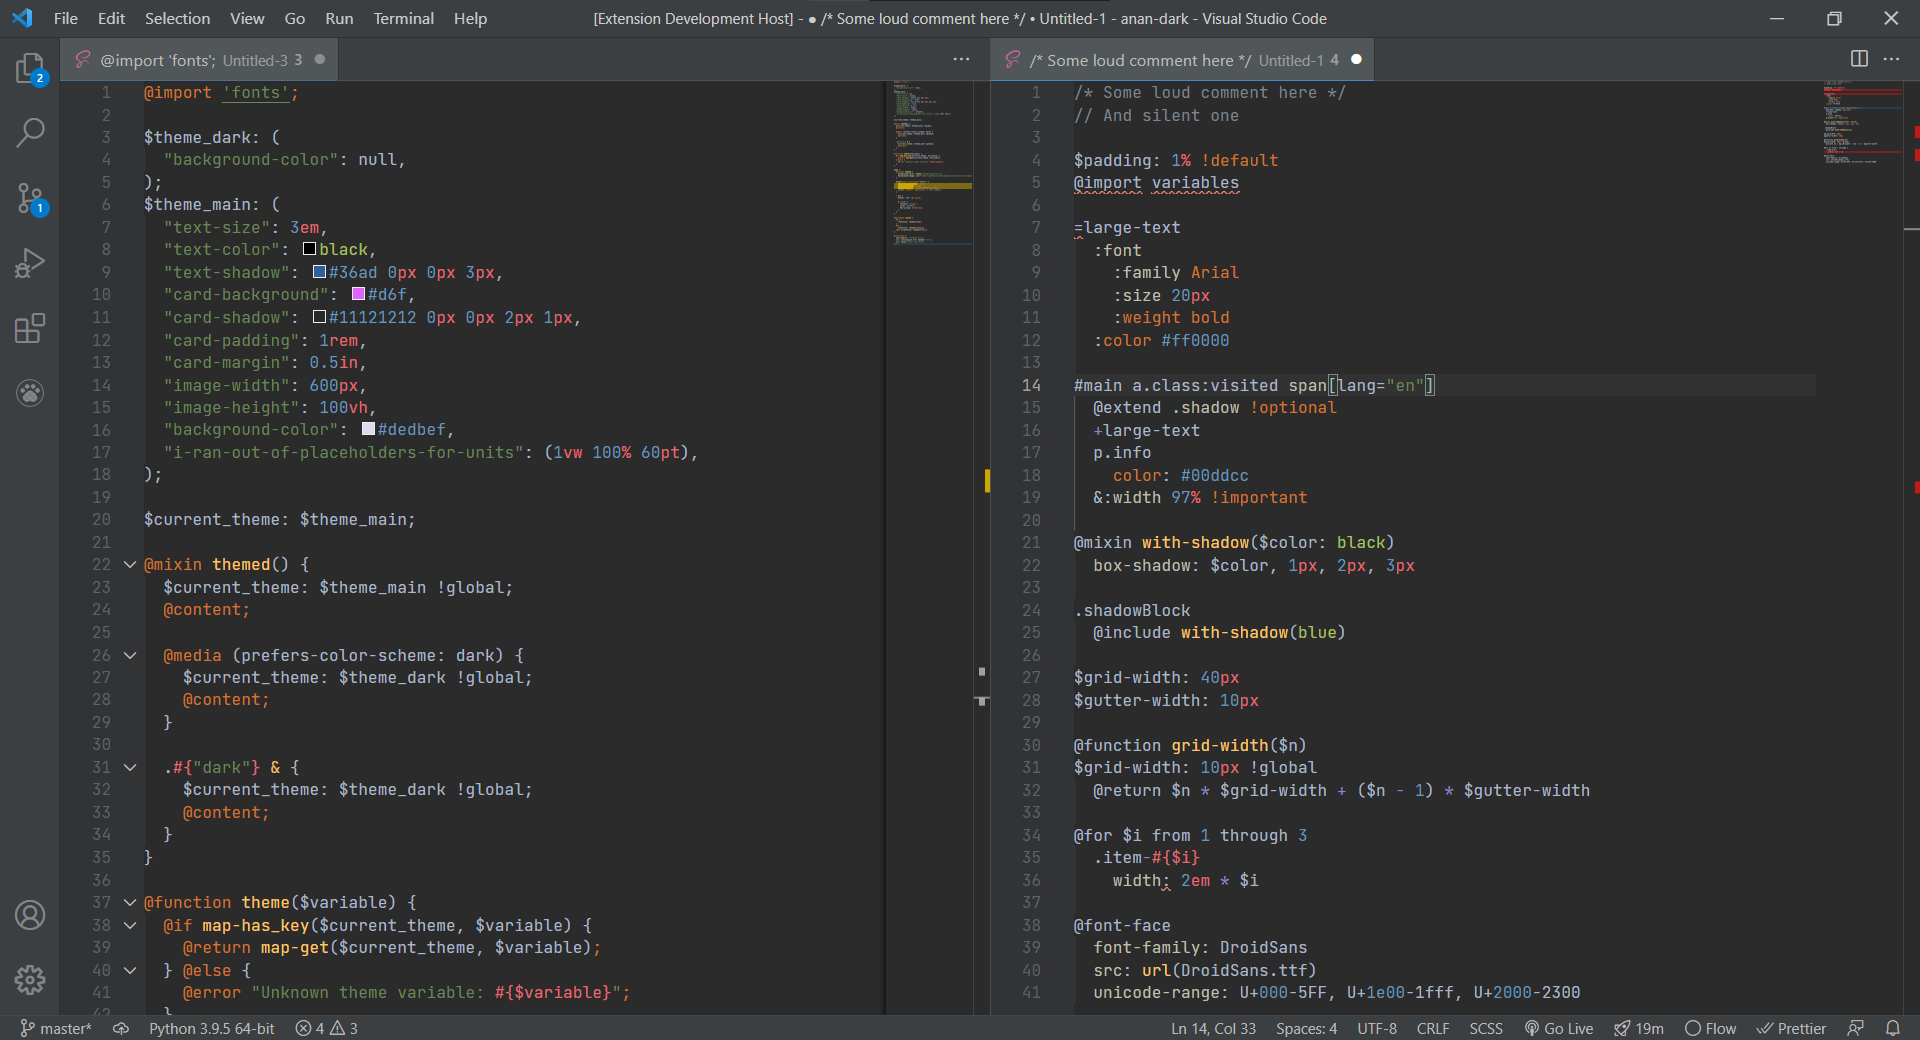 File Edit Selection View Go Run Terminal Help
[Extension Development Host] - ● /* Some loud comment here */ • Untitled-1 - anan-dark - Visual Studio Code
@import 'fonts'; Untitled-3 3
/* Some loud comment here */ Untitled-1 4
2
1
1 @import 'fonts';
2
3 $theme_dark: (
4 "background-color": null,
5 );
6 $theme_main: (
7 "text-size": 3em,
8 "text-color": black,
9 "text-shadow": #36ad 0px 0px 3px,
10 "card-background": #d6f,
11 "card-shadow": #11121212 0px 0px 2px 1px,
12 "card-padding": 1rem,
13 "card-margin": 0.5in,
14 "image-width": 600px,
15 "image-height": 100vh,
16 "background-color": #dedbef,
17 "i-ran-out-of-placeholders-for-units": (1vw 100% 60pt),
18 );
19
20 $current_theme: $theme_main;
21
22 @mixin themed() {
23 $current_theme: $theme_main !global;
24 @content;
25
26 @media (prefers-color-scheme: dark) {
27 $current_theme: $theme_dark !global;
28 @content;
29 }
30
31 .#{"dark"} & {
32 $current_theme: $theme_dark !global;
33 @content;
34 }
35 }
36
37 @function theme($variable) {
38 @if map-has_key($current_theme, $variable) {
39 @return map-get($current_theme, $variable);
40 } @else {
41 @error "Unknown theme variable: #{$variable}";
42 }
1 /* Some loud comment here */
2 // And silent one
3
4 $padding: 1% !default
5 @import variables
6
7 =large-text
8 :font
9 :family Arial
10 :size 20px
11 :weight bold
12 :color #ff0000
13
14 #main a.class:visited span[lang="en"]
15 @extend .shadow !optional
16 +large-text
17 p.info
18 color: #00ddcc
19 &:width 97% !important
20
21 @mixin with-shadow($color: black)
22 box-shadow: $color, 1px, 2px, 3px
23
24 .shadowBlock
25 @include with-shadow(blue)
26
27 $grid-width: 40px
28 $gutter-width: 10px
29
30 @function grid-width($n)
31 $grid-width: 10px !global
32 @return $n * $grid-width + ($n - 1) * $gutter-width
33
34 @for $i from 1 through 3
35 .item-#{$i}
36 width: 2em * $i
37
38 @font-face
39 font-family: DroidSans
40 src: url(DroidSans.ttf)
41 unicode-range: U+000-5FF, U+1e00-1fff, U+2000-2300
master* Python 3.9.5 64-bit 4 3 Ln 14, Col 33 Spaces: 4 UTF-8 CRLF SCSS Go Live 19m Flow Prettier